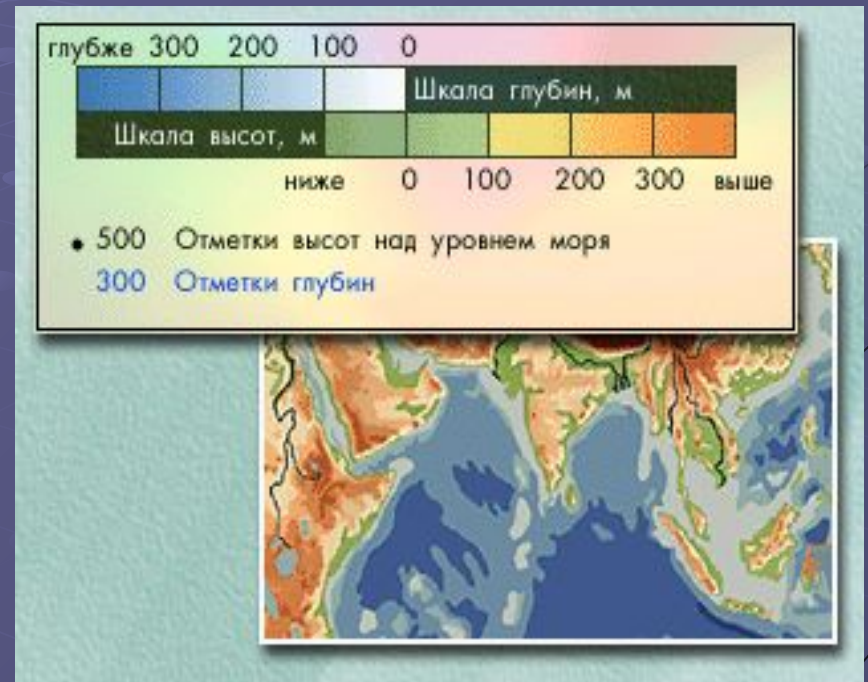 глубже 300 200 100 0
Шкала глубин, м
Шкала высот, м
ниже 0 100 200 300 выше
500 Отметки высот над уровнем моря
300 Отметки глубин